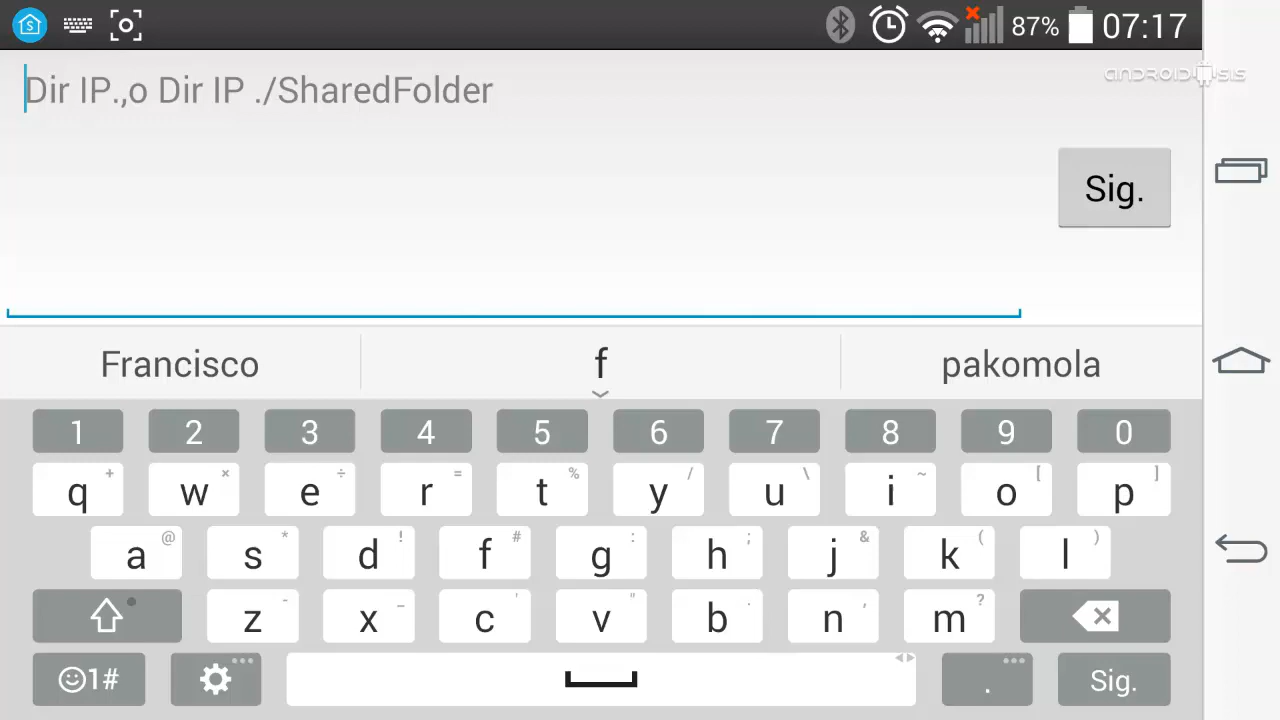 87% 07:17
ANDROIDSIS
Dir IP.,o Dir IP ./SharedFolder
Sig.
Francisco f pakomola
1 2 3 4 5 6 7 8 9 0
+ × ÷ = % / \ ~ [ ]
q w e r t y u i o p
@ * ! # : ; & ( )
a s d f g h j k l
- _ ' " . , ?
z x c v b n m
1# . Sig.